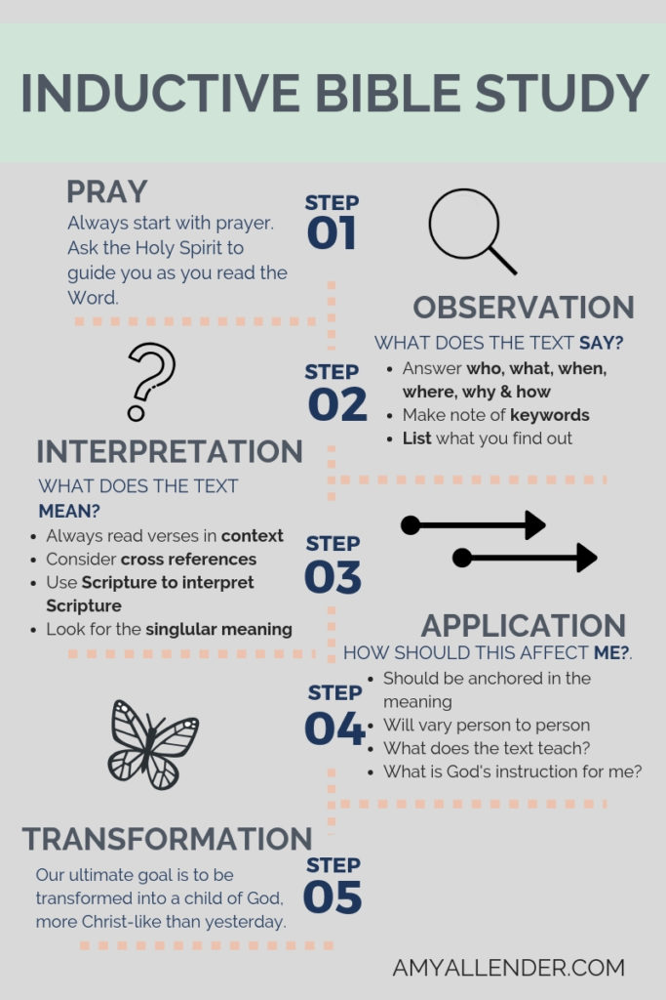 INDUCTIVE BIBLE STUDY
PRAY
Always start with prayer.
Ask the Holy Spirit to
guide you as you read the
Word.
STEP
01
OBSERVATION
WHAT DOES THE TEXT SAY?
• Answer who, what, when,
where, why & how
• Make note of keywords
• List what you find out
STEP
02
INTERPRETATION
WHAT DOES THE TEXT
MEAN?
• Always read verses in context
• Consider cross references
• Use Scripture to interpret
Scripture
• Look for the singlular meaning
STEP
03
APPLICATION
HOW SHOULD THIS AFFECT ME?.
• Should be anchored in the
meaning
• Will vary person to person
• What does the text teach?
• What is God's instruction for me?
STEP
04
TRANSFORMATION
Our ultimate goal is to be
transformed into a child of God,
more Christ-like than yesterday.
STEP
05
AMYALLENDER.COM